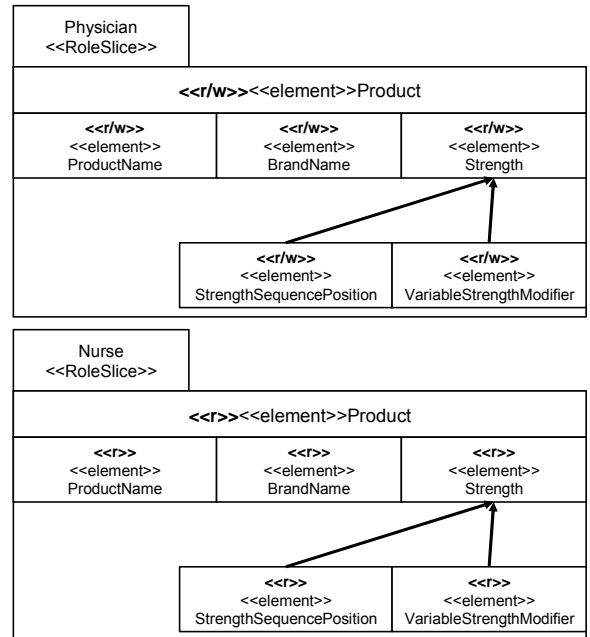 Physician
<<RoleSlice>>
<<r/w>><<element>>Product
<<r/w>>
<<element>>
ProductName
<<r/w>>
<<element>>
BrandName
<<r/w>>
<<element>>
Strength
<<r/w>>
<<element>>
StrengthSequencePosition
<<r/w>>
<<element>>
VariableStrengthModifier
Nurse
<<RoleSlice>>
<<r>><<element>>Product
<<r>>
<<element>>
ProductName
<<r>>
<<element>>
BrandName
<<r>>
<<element>>
Strength
<<r>>
<<element>>
StrengthSequencePosition
<<r>>
<<element>>
VariableStrengthModifier